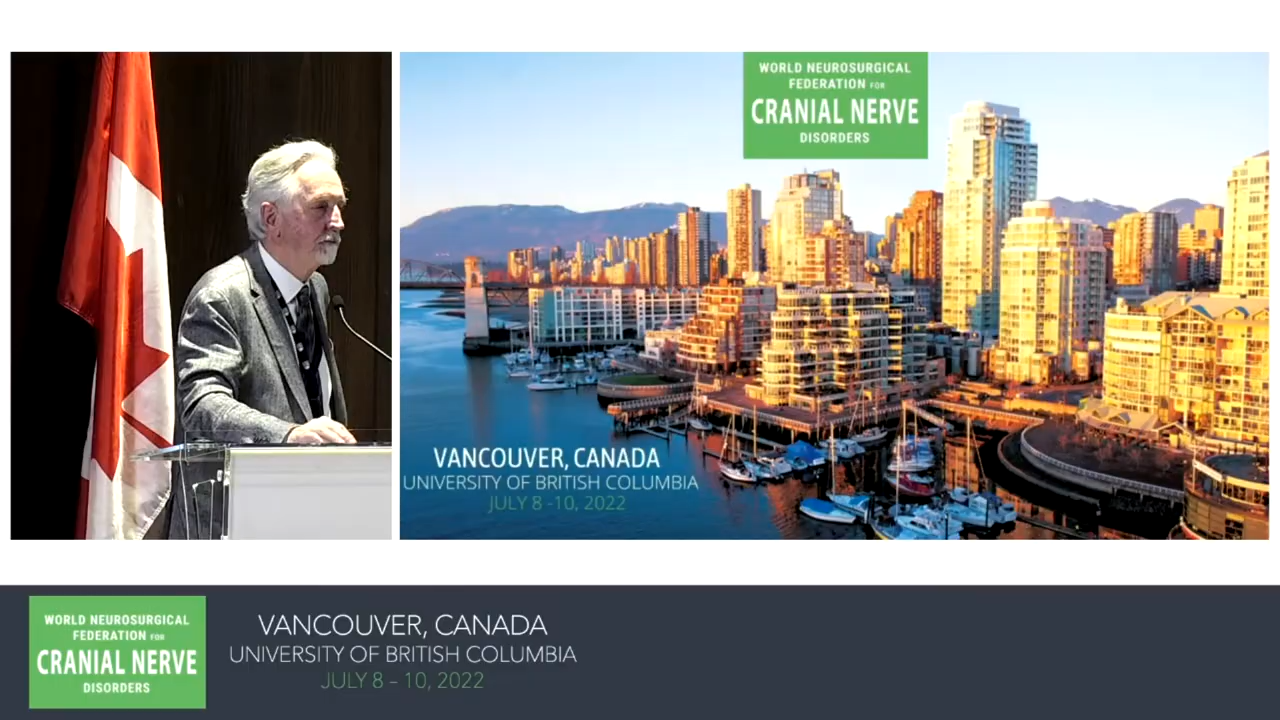 WORLD NEUROSURGICAL
FEDERATION FOR
CRANIAL NERVE
DISORDERS
VANCOUVER, CANADA
UNIVERSITY OF BRITISH COLUMBIA
JULY 8 -10, 2022
WORLD NEUROSURGICAL
FEDERATION FOR
CRANIAL NERVE
DISORDERS
VANCOUVER, CANADA
UNIVERSITY OF BRITISH COLUMBIA
JULY 8 – 10, 2022